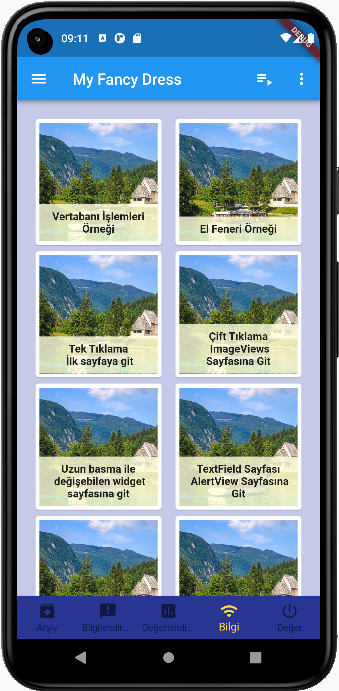 09:11
DEBUG
My Fancy Dress
Vertabanı İşlemleri
Örneği
El Feneri Örneği
Tek Tıklama
İlk sayfaya git
Çift Tıklama
ImageViews
Sayfasına Git
Uzun basma ile
değişebilen widget
sayfasına git
TextField Sayfası
AlertView Sayfasına
Git
Arşiv
Bilgilendir...
Değerlendi...
Bilgi
Değer